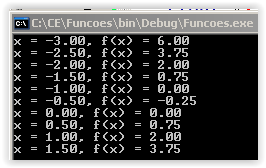 C:\CE\Funcoes\bin\Debug\Funcoes.exe
x = -3.00, f(x) = 6.00
x = -2.50, f(x) = 3.75
x = -2.00, f(x) = 2.00
x = -1.50, f(x) = 0.75
x = -1.00, f(x) = 0.00
x = -0.50, f(x) = -0.25
x = 0.00, f(x) = 0.00
x = 0.50, f(x) = 0.75
x = 1.00, f(x) = 2.00
x = 1.50, f(x) = 3.75